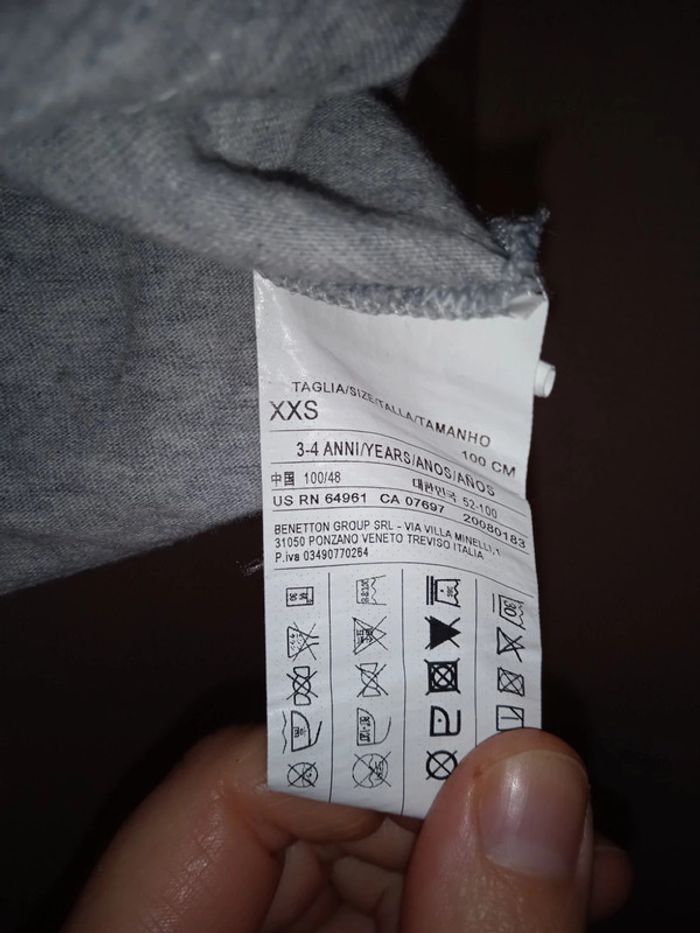 TAGLIA/SIZE/TALLA/TAMANHO
XXS
100 CM
3-4 ANNI/YEARS/ANOS/AÑOS
中国 100/48 대한민국 52-100
US RN 64961 CA 07697 20080183
BENETTON GROUP SRL - VIA VILLA MINELLI,1
31050 PONZANO VENETO TREVISO ITALIA
P.iva 03490770264
30